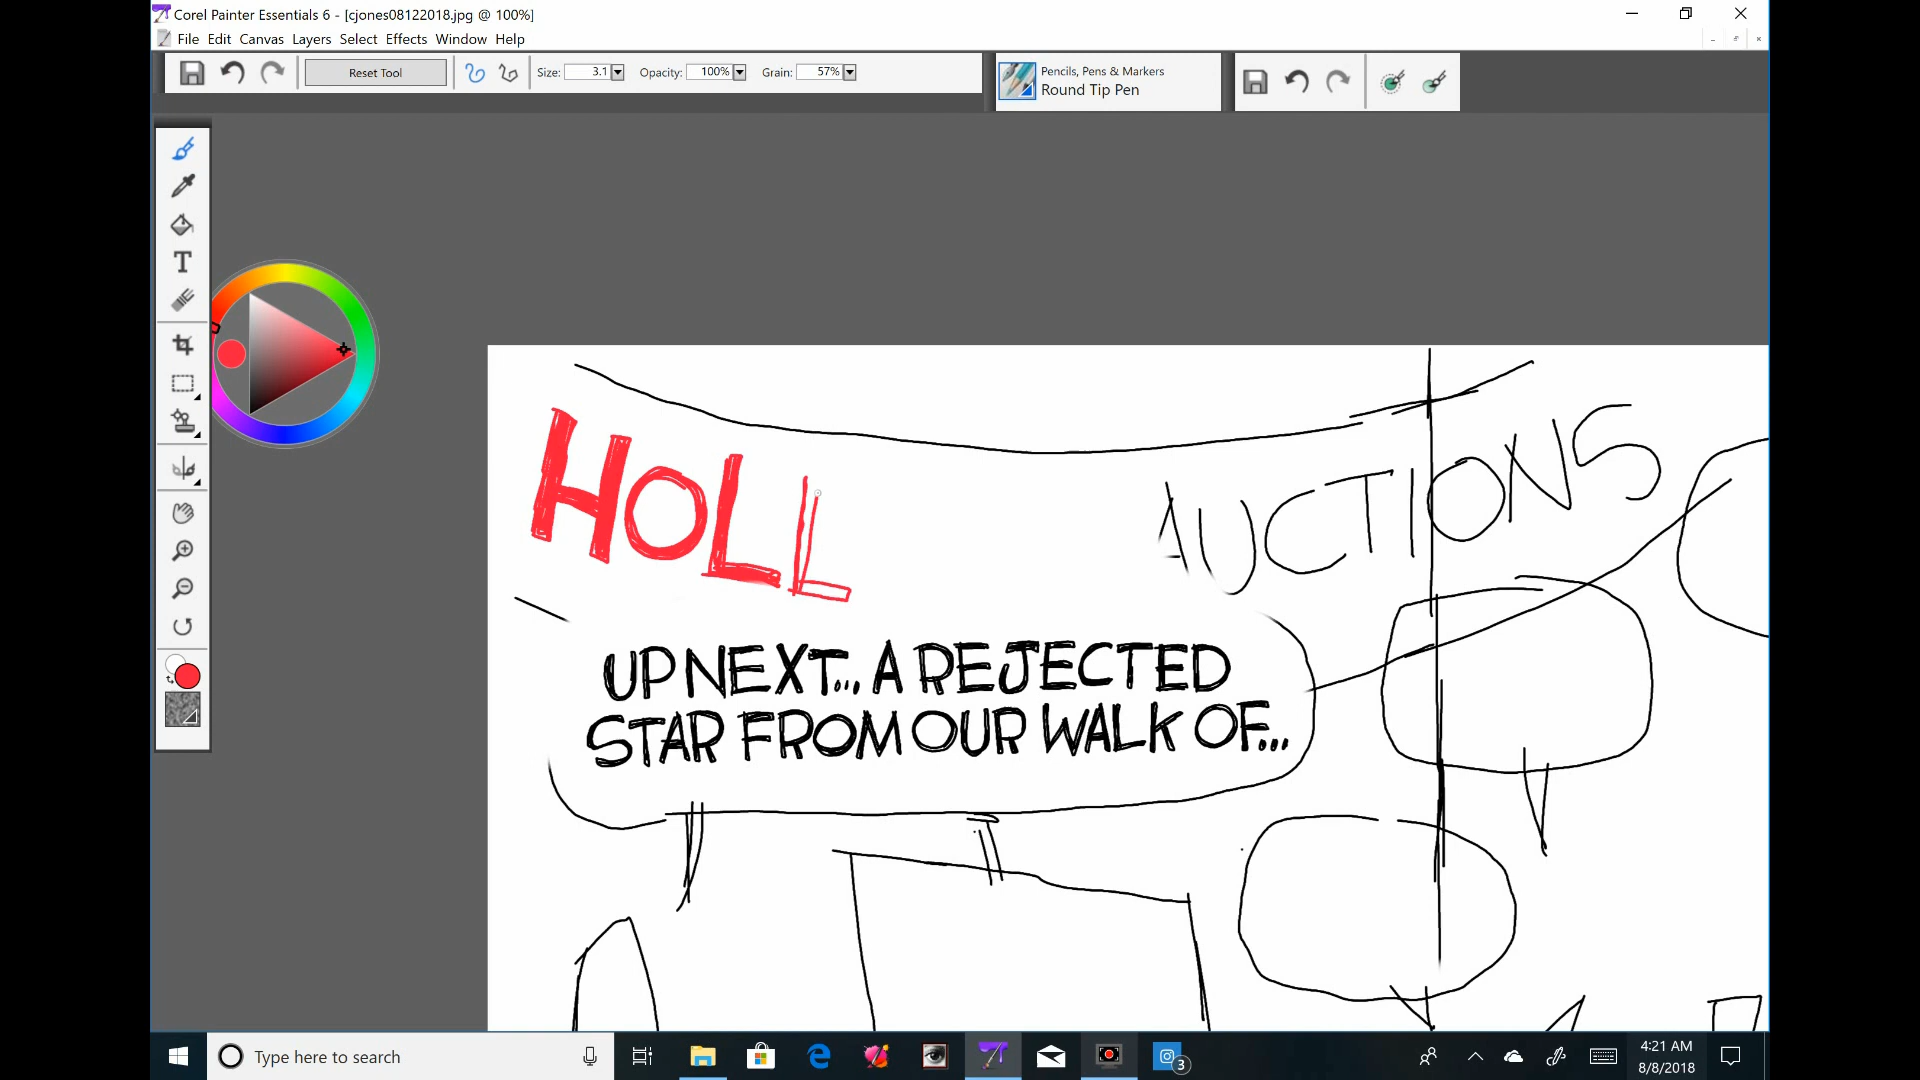 Corel Painter Essentials 6 - [cjones08122018.jpg @ 100%]
File Edit Canvas Layers Select Effects Window Help
Reset Tool
Size: 3.1 Opacity: 100% Grain: 57%
Pencils, Pens & Markers
Round Tip Pen
T
HOLL
AUCTIONS
UP NEXT... A REJECTED
STAR FROM OUR WALK OF...
Type here to search
3
4:21 AM
8/8/2018